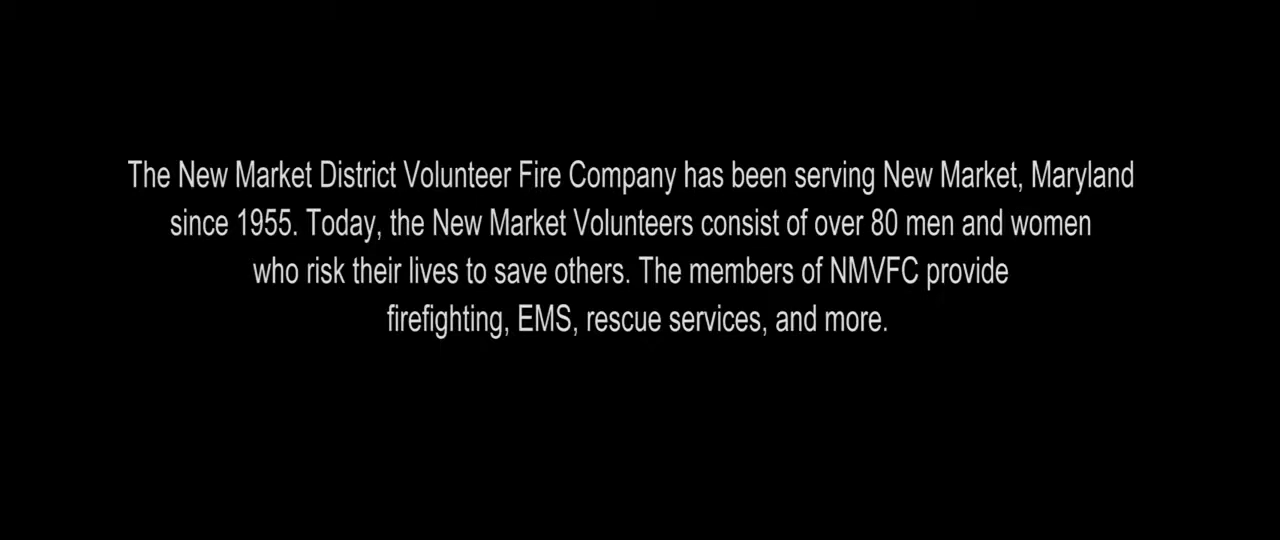 The New Market District Volunteer Fire Company has been serving New Market, Maryland
since 1955. Today, the New Market Volunteers consist of over 80 men and women
who risk their lives to save others. The members of NMVFC provide
firefighting, EMS, rescue services, and more.